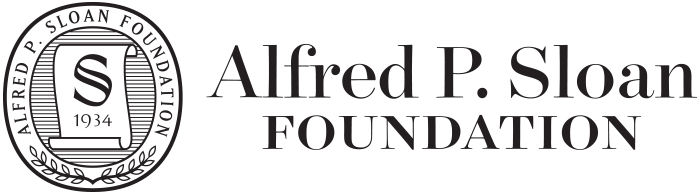 ALFRED P. SLOAN FOUNDATION
S
1934
Alfred P. Sloan
FOUNDATION